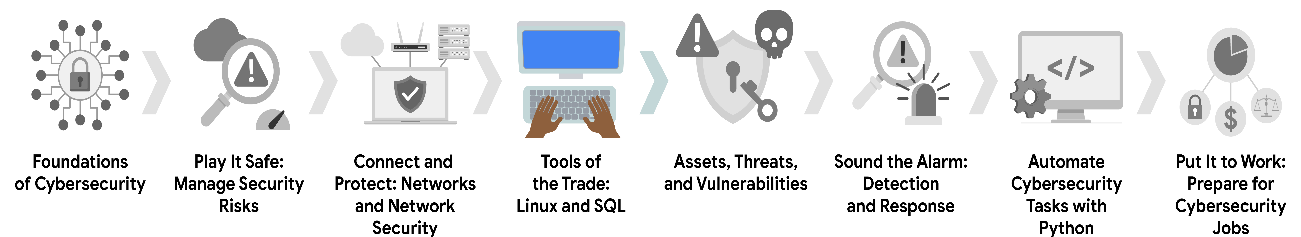 Foundations
of Cybersecurity
Play It Safe:
Manage Security
Risks
Connect and
Protect: Networks
and Network
Security
Tools of
the Trade:
Linux and SQL
Assets, Threats,
and Vulnerabilities
Sound the Alarm:
Detection
and Response
</>
Automate
Cybersecurity
Tasks with
Python
$
Put It to Work:
Prepare for
Cybersecurity
Jobs